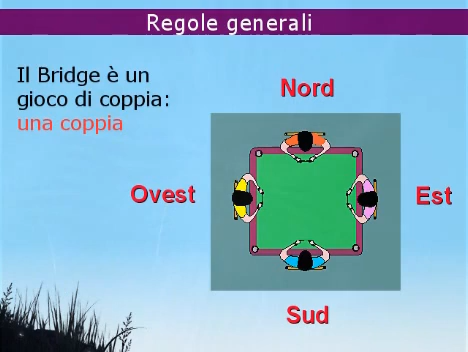 Regole generali
Il Bridge è un
gioco di coppia:
una coppia
Nord
Ovest
Est
Sud